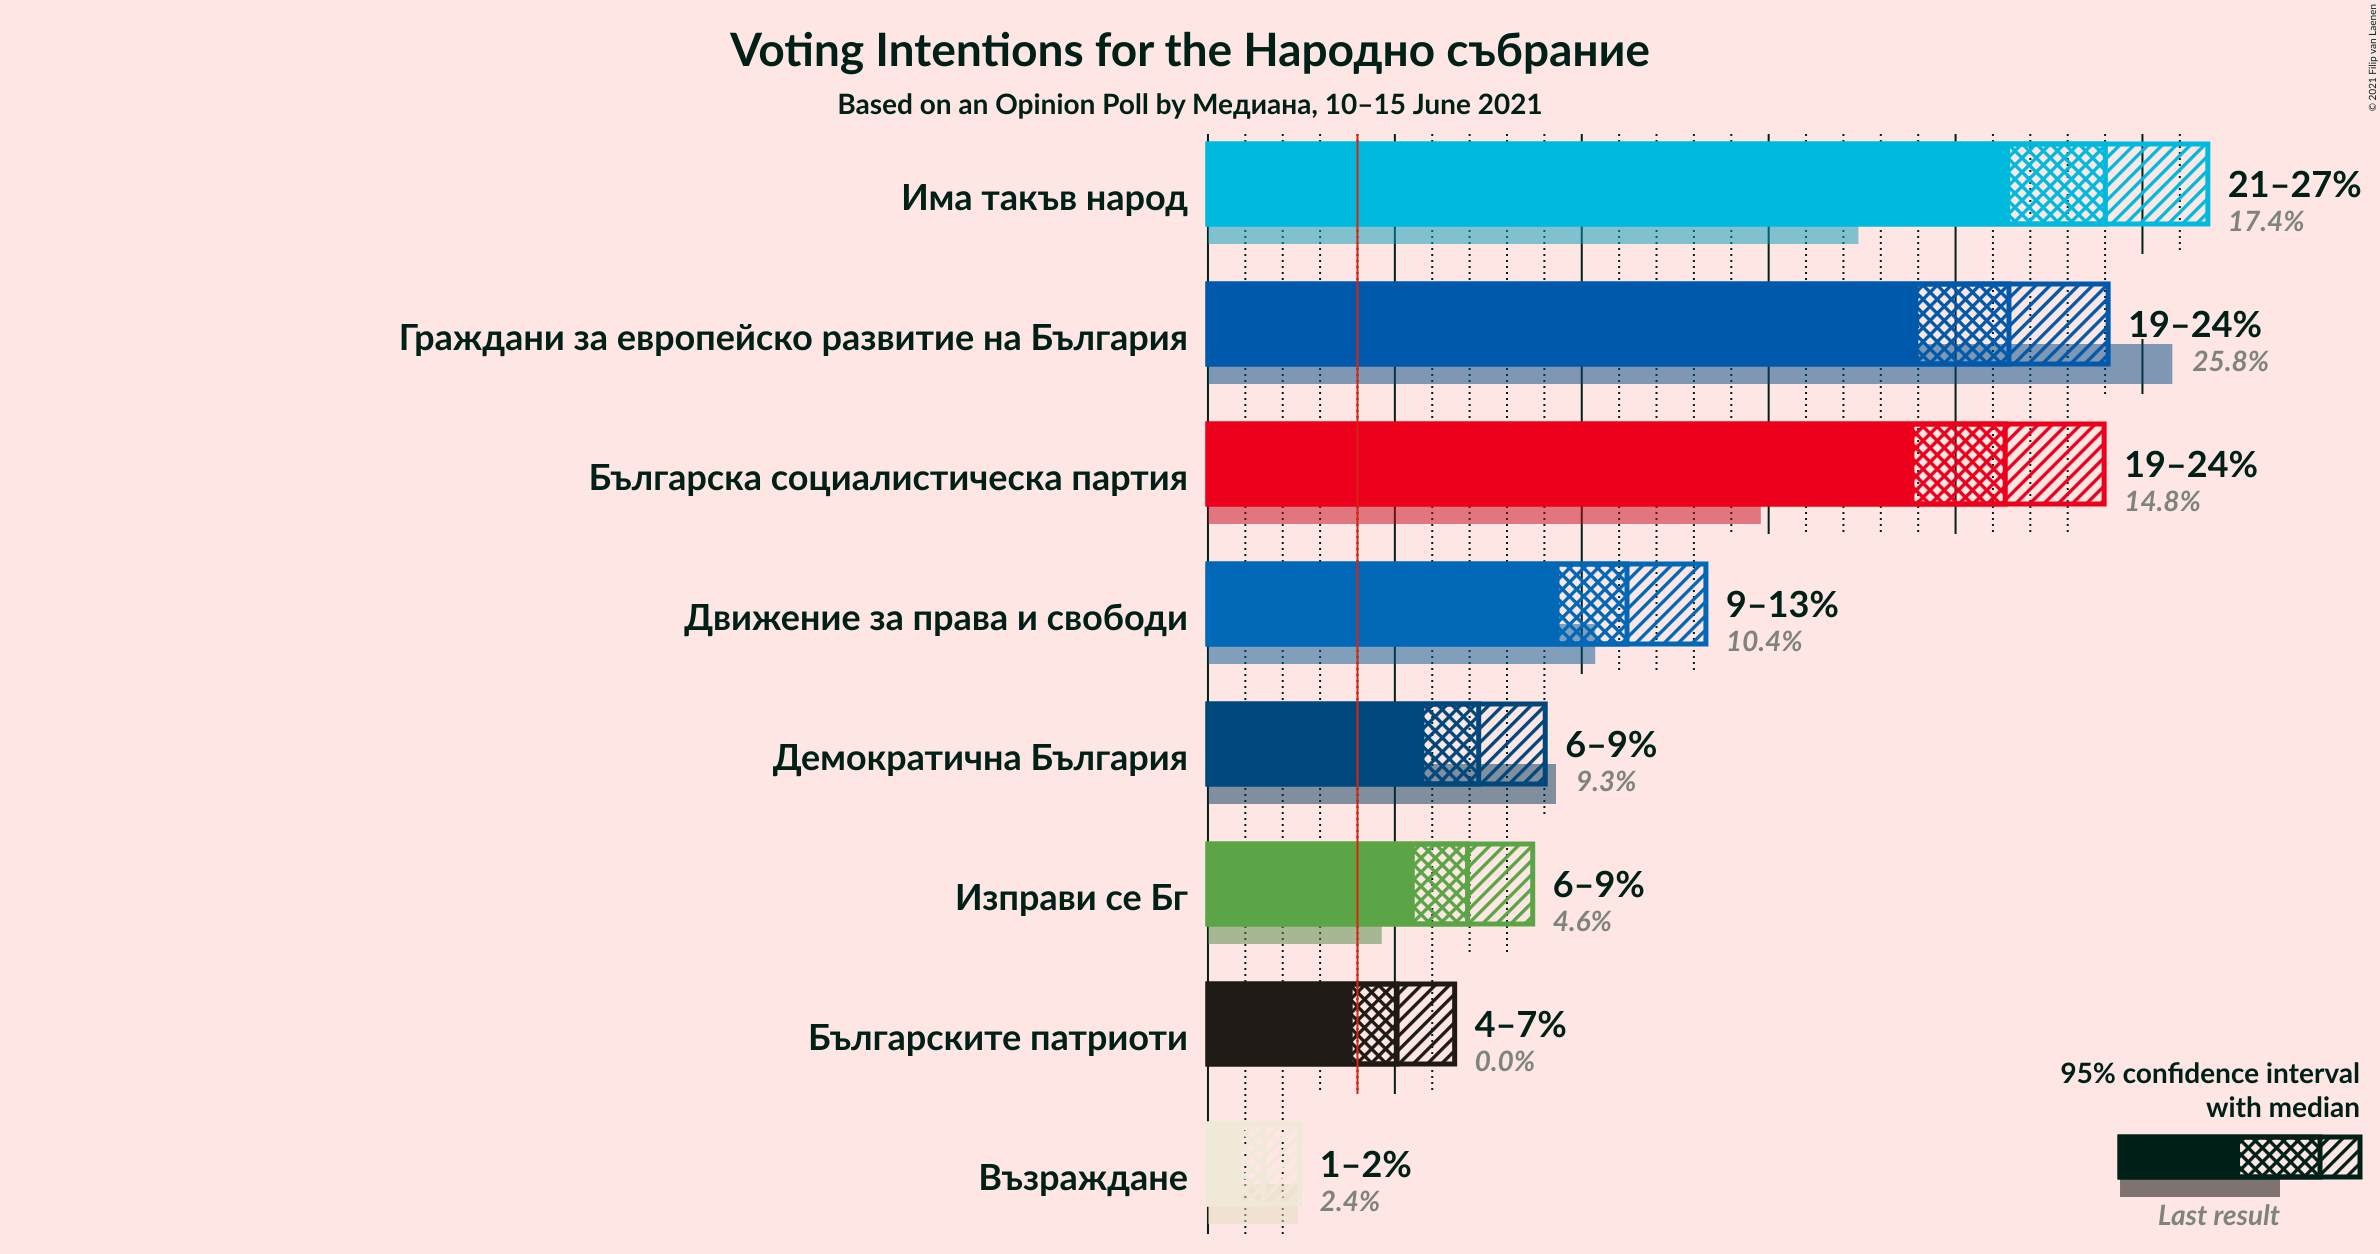 Voting Intentions for the Народно събрание
Based on an Opinion Poll by Медиана, 10–15 June 2021
© 2021 Filip van Laenen
Има такъв народ
21–27%
17.4%
Граждани за европейско развитие на България
19–24%
25.8%
Българска социалистическа партия
19–24%
14.8%
Движение за права и свободи
9–13%
10.4%
Демократична България
6–9%
9.3%
Изправи се Бг
6–9%
4.6%
Българските патриоти
4–7%
0.0%
Възраждане
1–2%
2.4%
95% confidence interval
with median
Last result